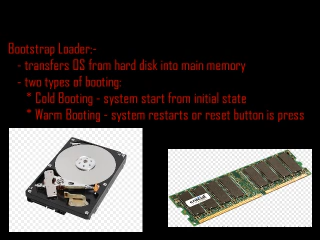 Bootstrap Loader:-
- transfers OS from hard disk into main memory
- two types of booting:
* Cold Booting - system start from initial state
* Warm Booting - system restarts or reset button is press
crucial